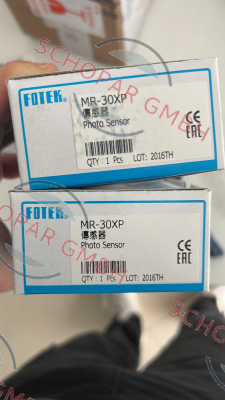 FOTEK.
MR-30XP
傳感器
Photo Sensor
CE
EAC
QTY : 1 Pcs LOT: 2016TH
FOTEK.
MR-30XP
傳感器
Photo Sensor
CE
EAC
QTY : 1 Pcs LOT: 2016TH
SCHOPAR GMBH
SCHOPAR GMBH